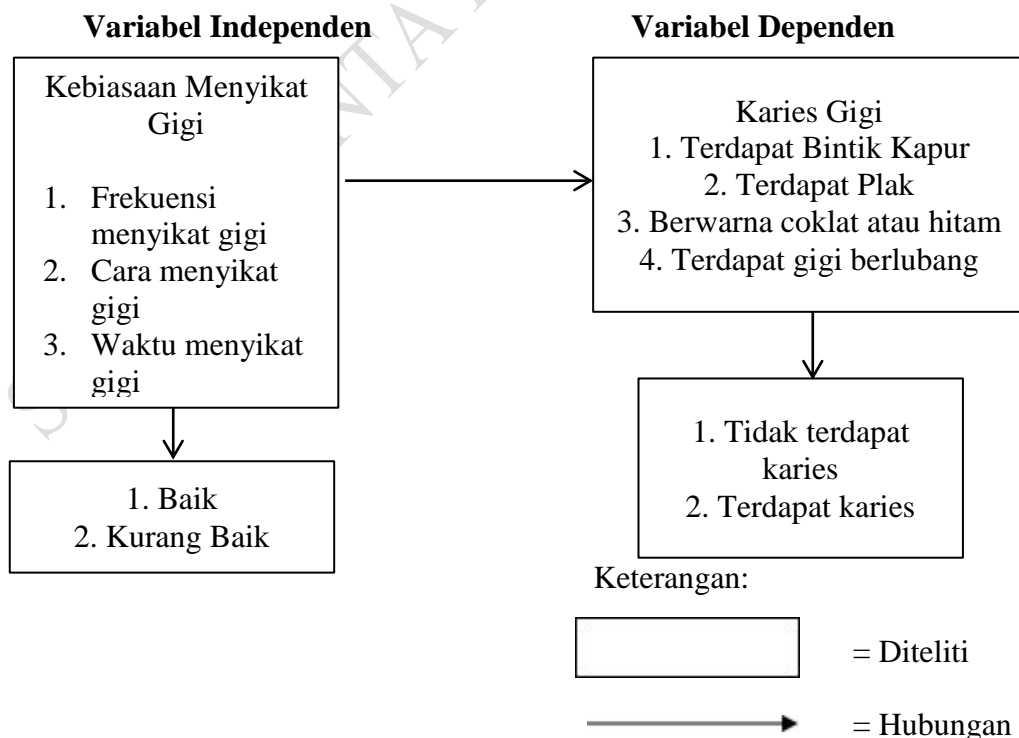 Variabel Independen
Variabel Dependen
Kebiasaan Menyikat
Gigi
1. Frekuensi
menyikat gigi
2. Cara menyikat
gigi
3. Waktu menyikat
gigi
Karies Gigi
1. Terdapat Bintik Kapur
2. Terdapat Plak
3. Berwarna coklat atau hitam
4. Terdapat gigi berlubang
1. Baik
2. Kurang Baik
1. Tidak terdapat
karies
2. Terdapat karies
Keterangan:
= Diteliti
= Hubungan